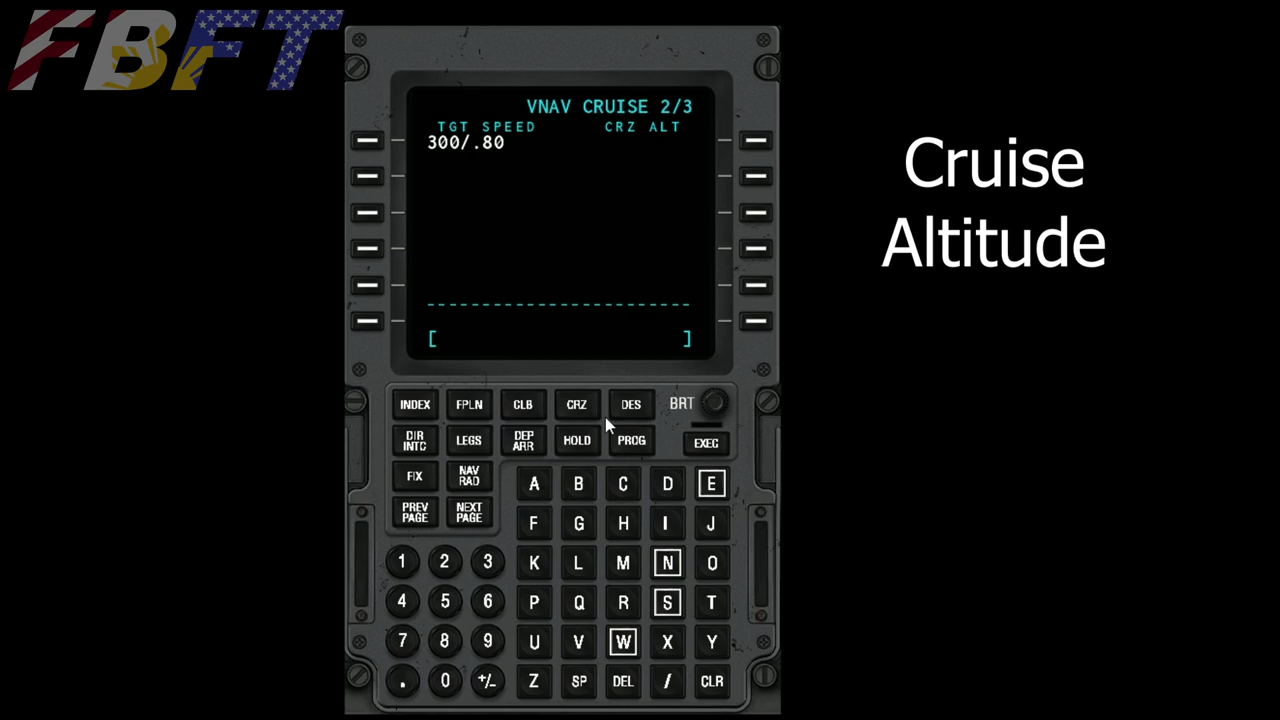 FBFT
VNAV CRUISE 2/3
TGT SPEED CRZ ALT
300/.80
--------------------------
[ ]
Cruise
Altitude
INDEX FPLN CLB CRZ DES BRT
DIR INTC LEGS DEP ARR HOLD PROG EXEC
FIX NAV RAD
PREV PAGE NEXT PAGE
A B C D E
F G H I J
1 2 3 K L M N O
4 5 6 P Q R S T
7 8 9 U V W X Y
. 0 +/- Z SP DEL / CLR